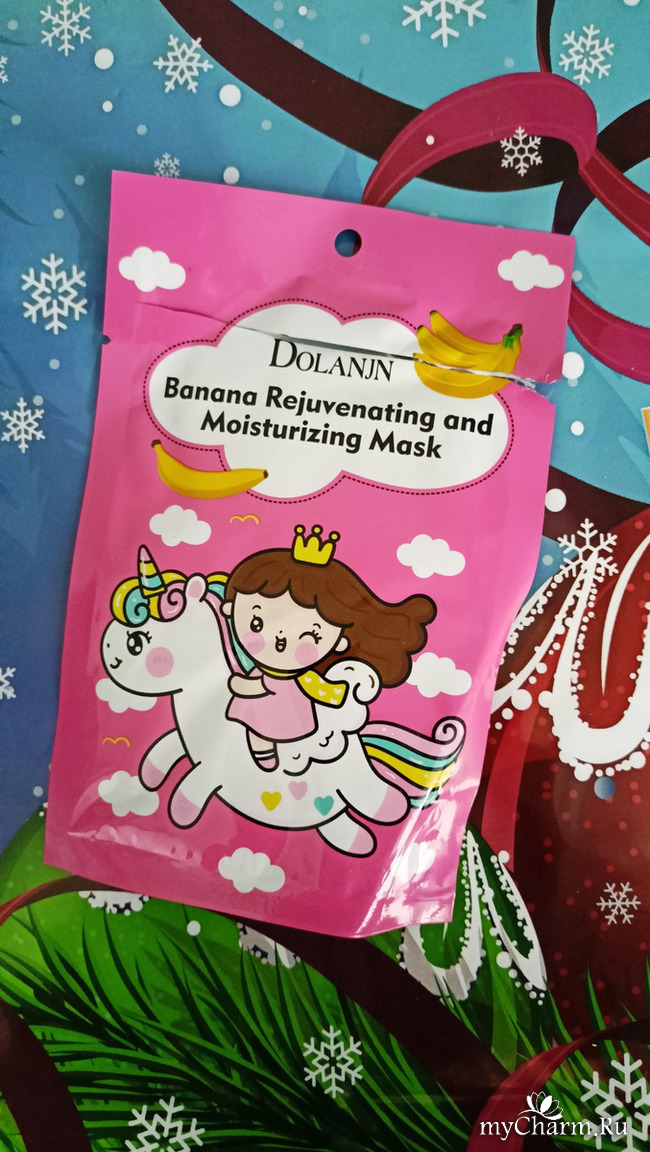 DOLANJN
Banana Rejuvenating and
Moisturizing Mask
myCharm.Ru